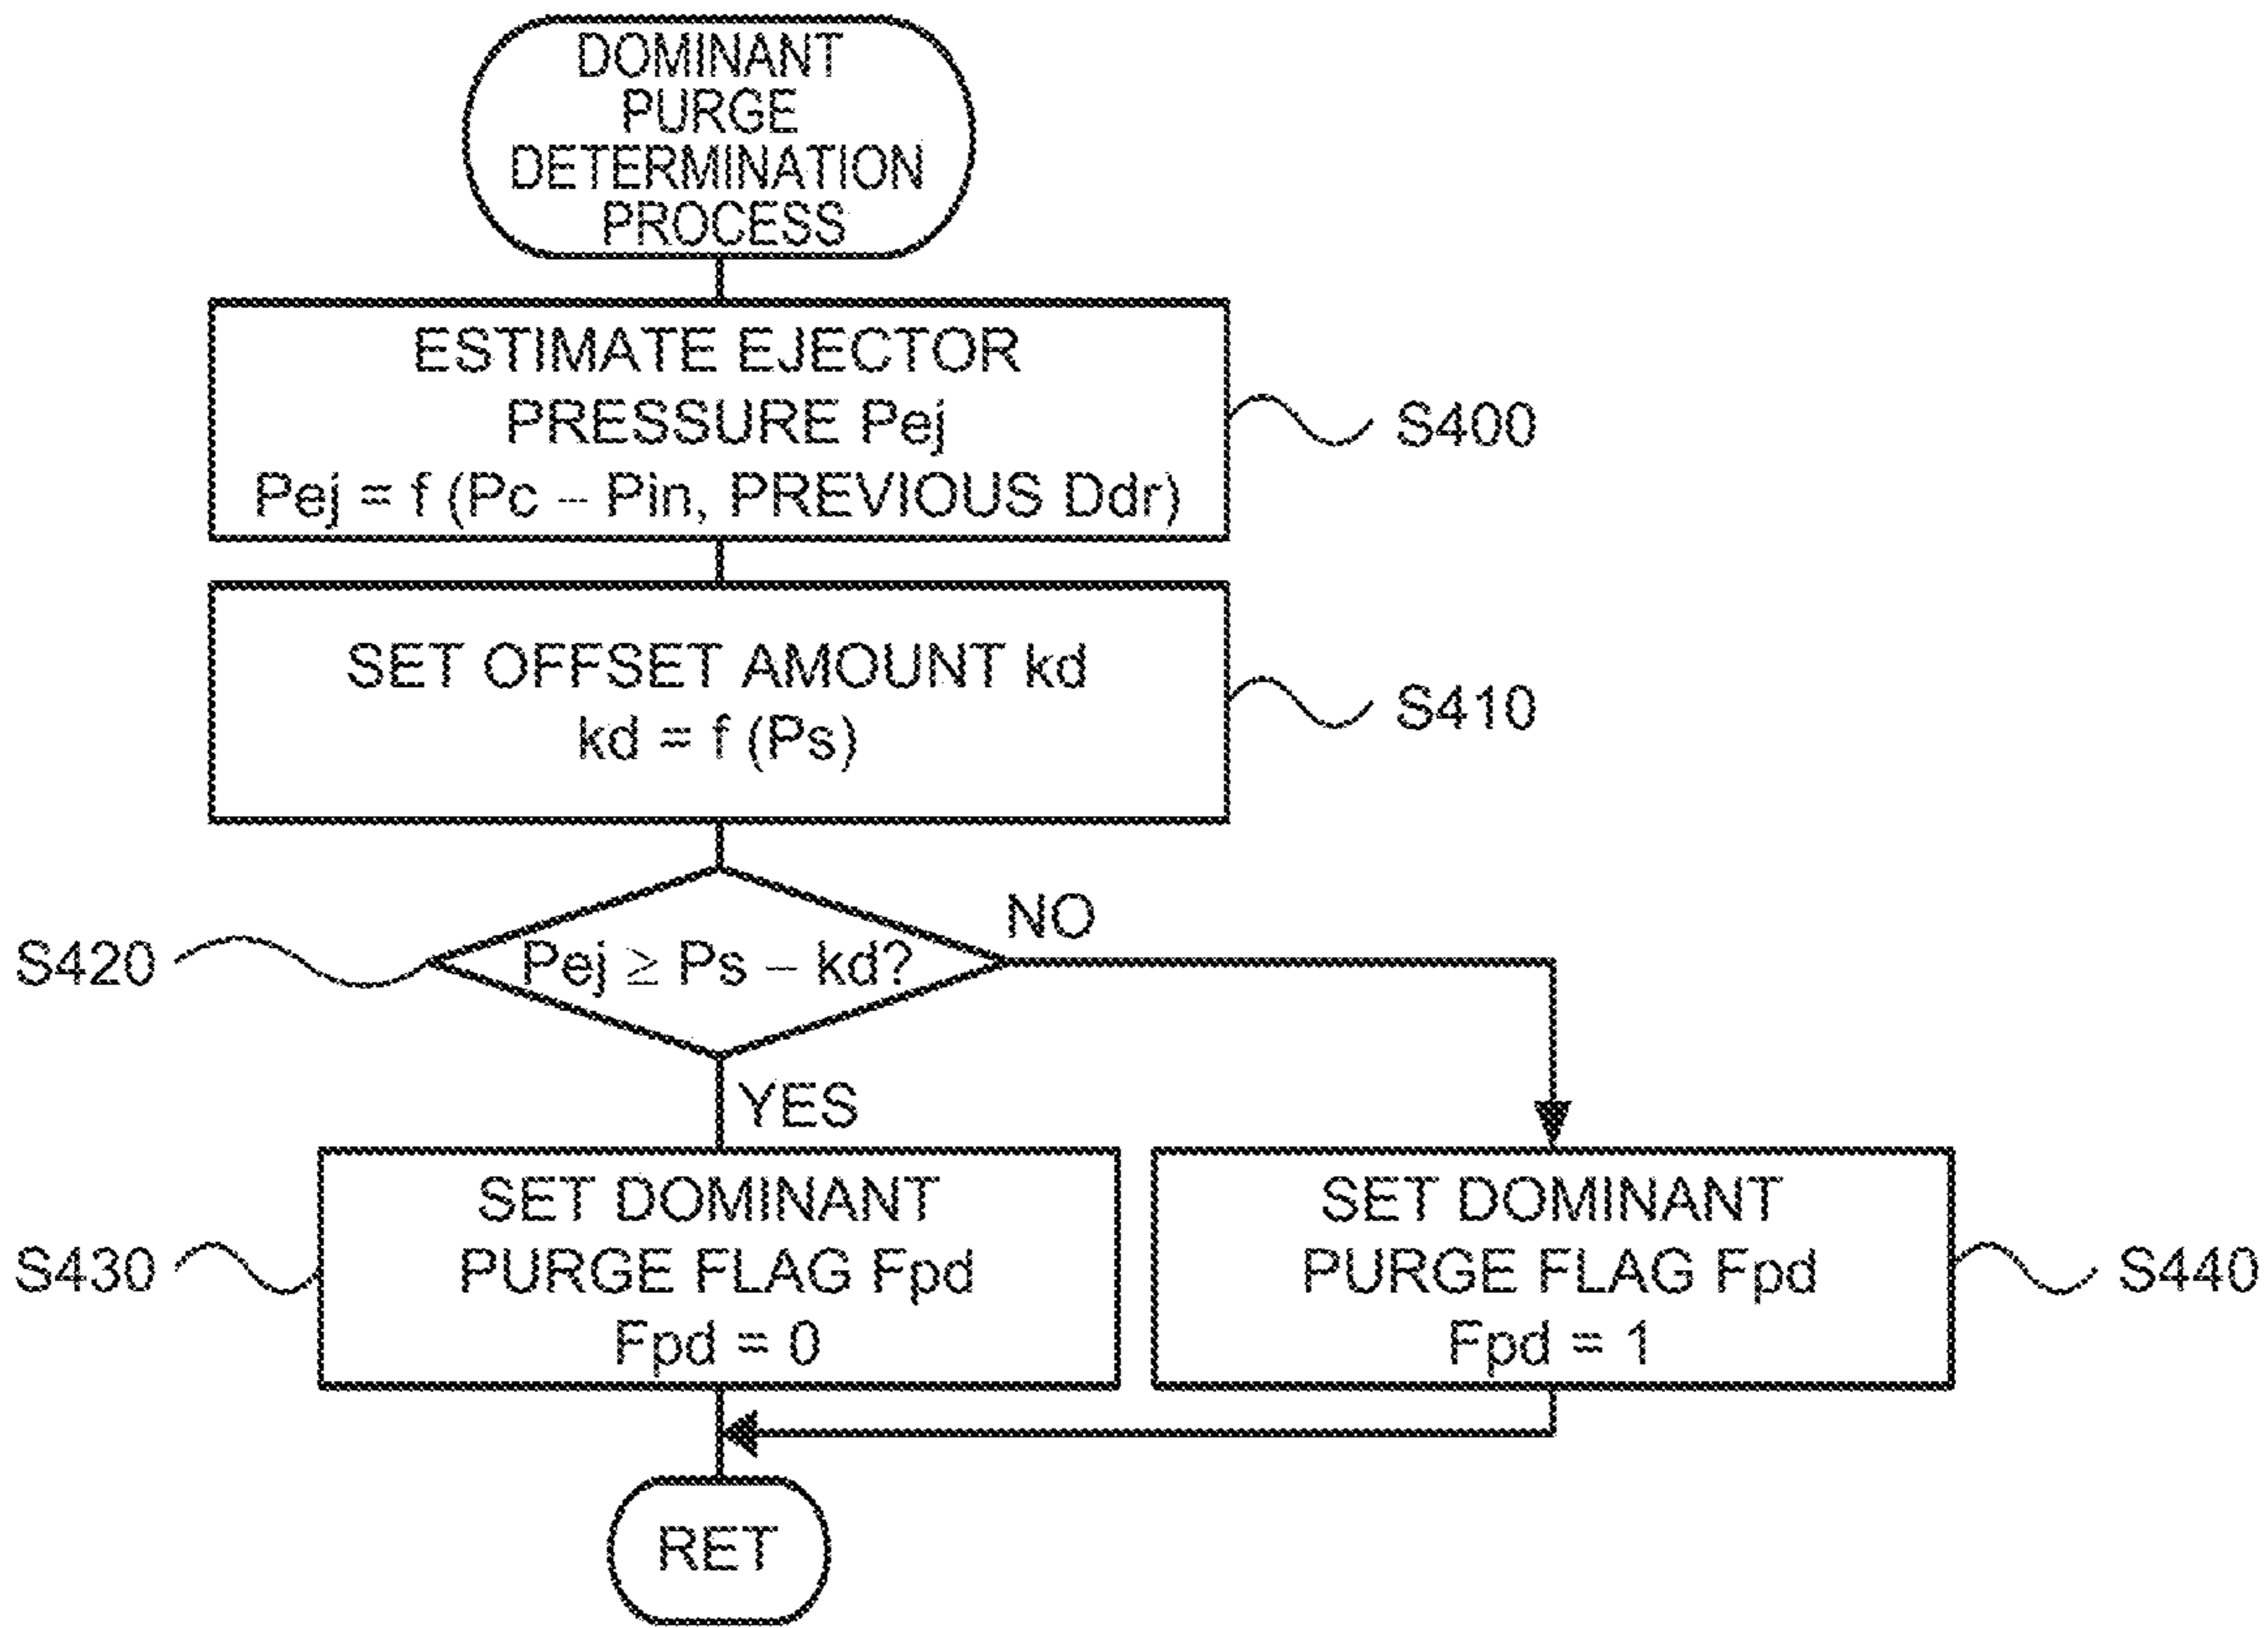 DOMINANT
PURGE
DETERMINATION
PROCESS
ESTIMATE EJECTOR
PRESSURE Pej
Pej = f (Pc – Pin, PREVIOUS Ddr)
S400
SET OFFSET AMOUNT kd
kd = f (Ps)
S410
S420
Pej ≥ Ps – kd?
NO
YES
S430
SET DOMINANT
PURGE FLAG Fpd
Fpd = 0
SET DOMINANT
PURGE FLAG Fpd
Fpd = 1
S440
RET